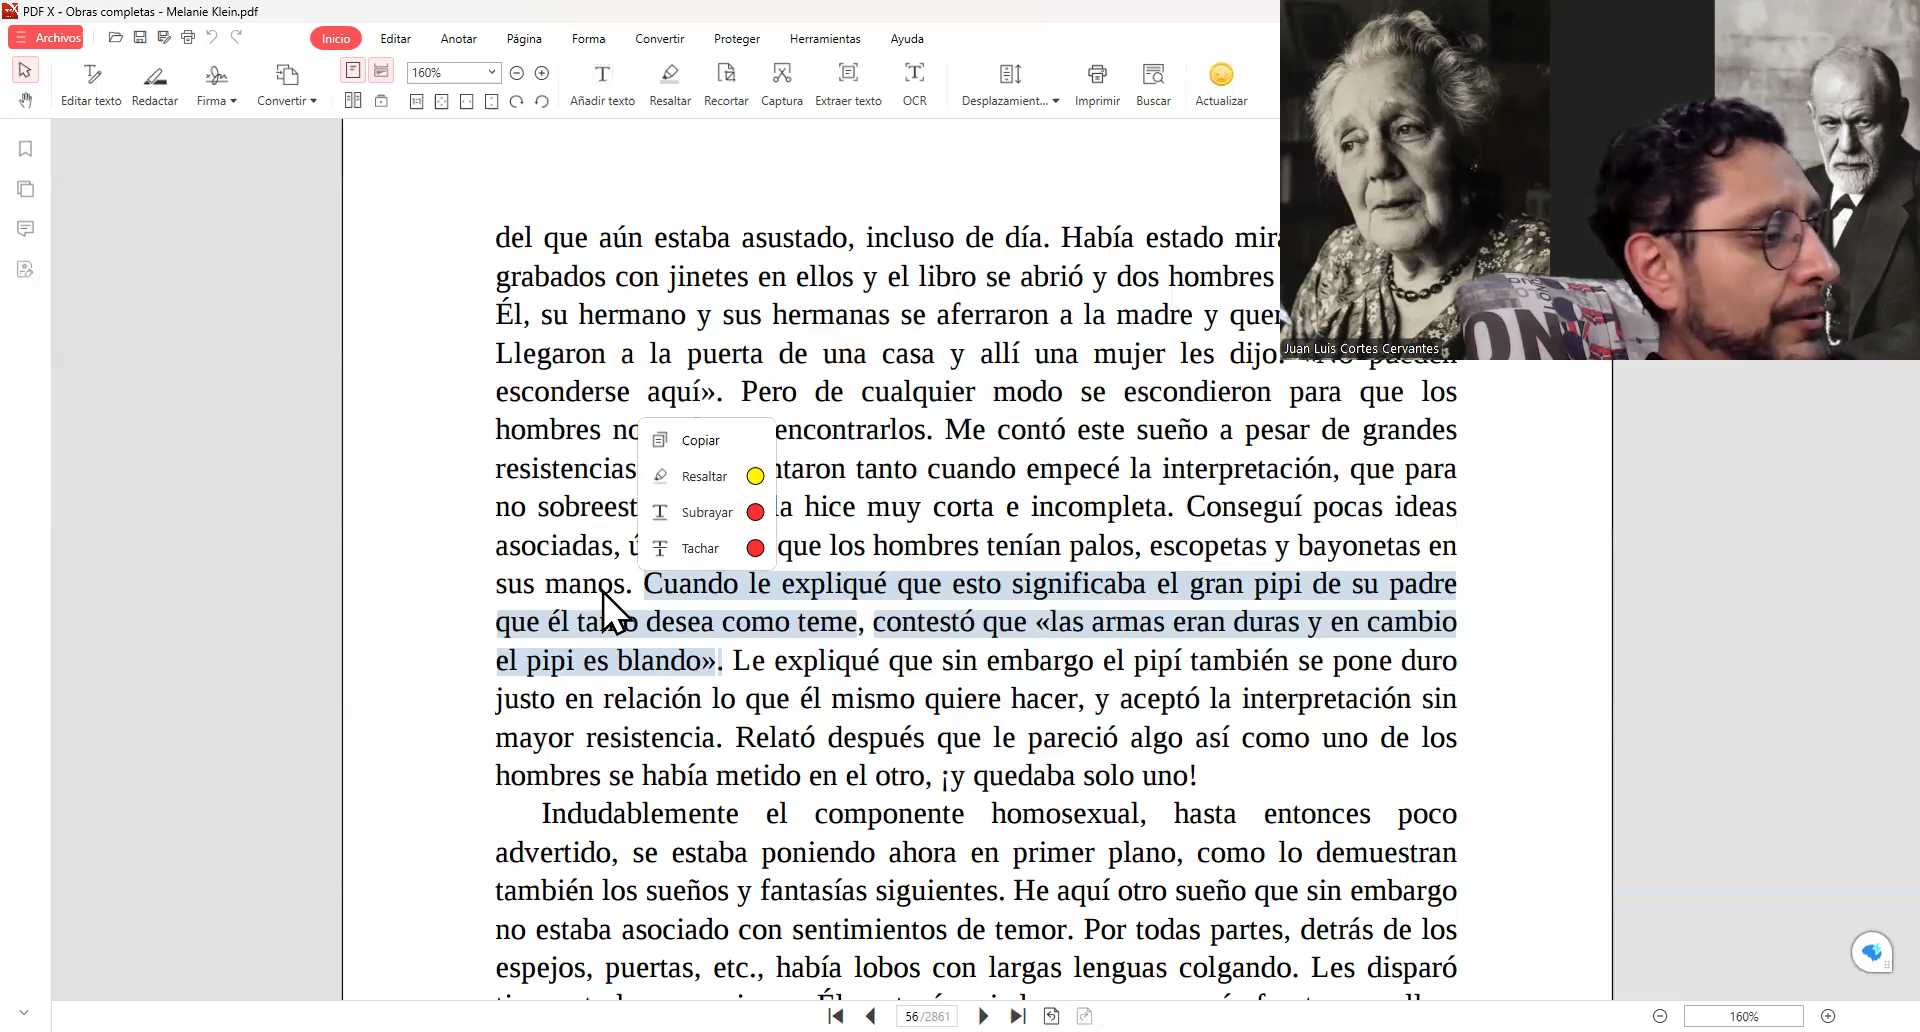 PDF X - Obras completas - Melanie Klein.pdf
Archivos
Inicio
Editar
Anotar
Página
Forma
Convertir
Proteger
Herramientas
Ayuda
160%
Editar texto
Redactar
Firma
Convertir
Añadir texto
Resaltar
Recortar
Captura
Extraer texto
OCR
Desplazamient...
Imprimir
Buscar
Actualizar
del que aún estaba asustado, incluso de día. Había estado
grabados con jinetes en ellos y el libro se abrió y dos hombres
Él, su hermano y sus hermanas se aferraron a la madre y
Llegaron a la puerta de una casa y allí una mujer les dijo:
esconderse aquí». Pero de cualquier modo se escondieron para que los
hombres encontrarlos. Me contó este sueño a pesar de grandes
resistencias tanto cuando empecé la interpretación, que para
no la hice muy corta e incompleta. Conseguí pocas ideas
asociadas, que los hombres tenían palos, escopetas y bayonetas en
sus manos. Cuando le expliqué que esto significaba el gran pipi de su padre
que él tanto desea como teme, contestó que «las armas eran duras y en cambio
el pipi es blando». Le expliqué que sin embargo el pipí también se pone duro
justo en relación lo que él mismo quiere hacer, y aceptó la interpretación sin
mayor resistencia. Relató después que le pareció algo así como uno de los
hombres se había metido en el otro, ¡y quedaba solo uno!
Indudablemente el componente homosexual, hasta entonces poco
advertido, se estaba poniendo ahora en primer plano, como lo demuestran
también los sueños y fantasías siguientes. He aquí otro sueño que sin embargo
no estaba asociado con sentimientos de temor. Por todas partes, detrás de los
espejos, puertas, etc., había lobos con largas lenguas colgando. Les disparó
Copiar
Resaltar
Subrayar
Tachar
Juan Luis Cortes Cervantes
56/2861
160%